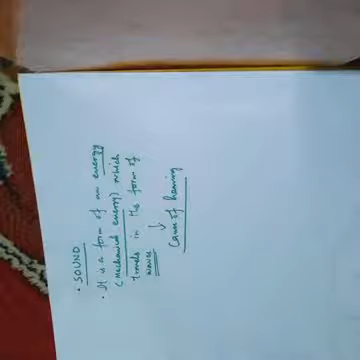 • SOUND
• It is a form of an energy
(mechanical energy) which
travels in the form of
waves
↓
Cause of hearing